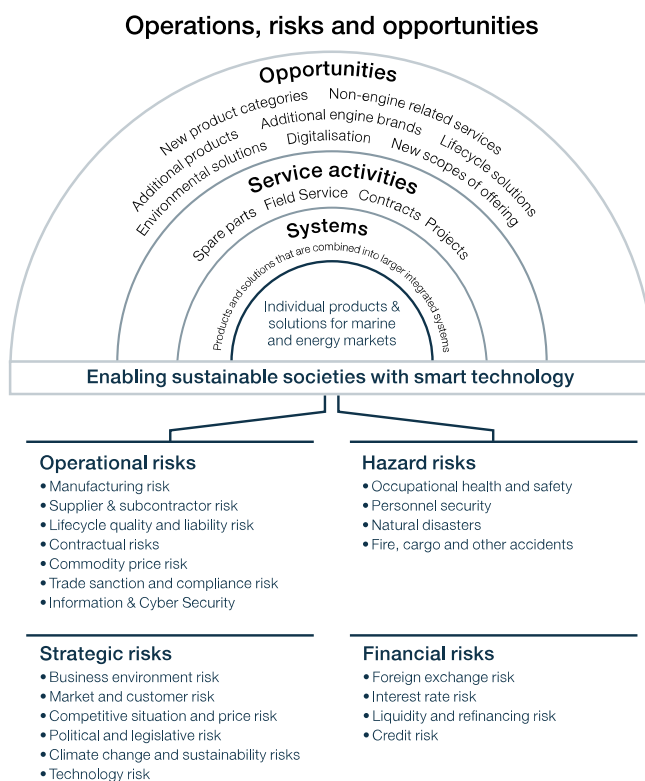 Operations, risks and opportunities
Opportunities
New product categories
Non-engine related services
Additional products
Additional engine brands
Lifecycle solutions
Environmental solutions
Digitalisation
New scopes of offering
Service activities
Spare parts
Field Service
Contracts
Projects
Systems
Products and solutions that are combined into larger integrated systems
Individual products &
solutions for marine
and energy markets
Enabling sustainable societies with smart technology
Operational risks
• Manufacturing risk
• Supplier & subcontractor risk
• Lifecycle quality and liability risk
• Contractual risks
• Commodity price risk
• Trade sanction and compliance risk
• Information & Cyber Security
Hazard risks
• Occupational health and safety
• Personnel security
• Natural disasters
• Fire, cargo and other accidents
Strategic risks
• Business environment risk
• Market and customer risk
• Competitive situation and price risk
• Political and legislative risk
• Climate change and sustainability risks
• Technology risk
Financial risks
• Foreign exchange risk
• Interest rate risk
• Liquidity and refinancing risk
• Credit risk